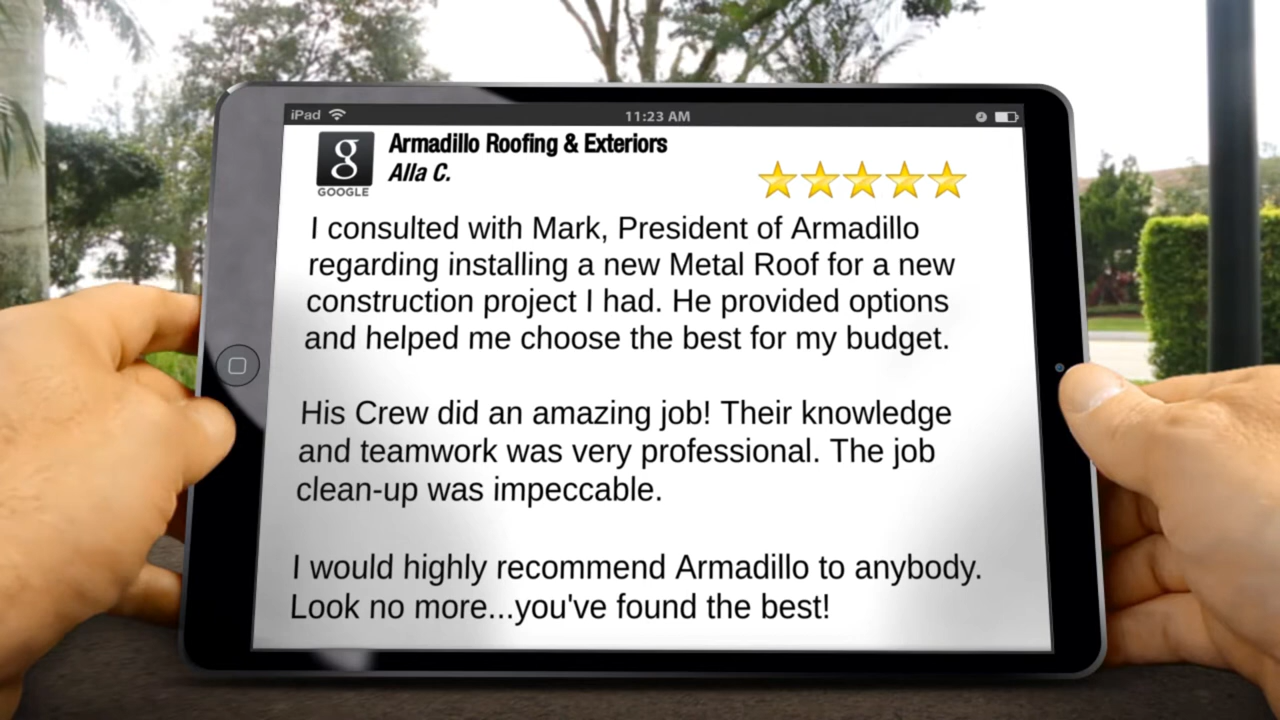 iPad
11:23 AM
g
GOOGLE
Armadillo Roofing & Exteriors
Alla C.
I consulted with Mark, President of Armadillo
regarding installing a new Metal Roof for a new
construction project I had. He provided options
and helped me choose the best for my budget.
His Crew did an amazing job! Their knowledge
and teamwork was very professional. The job
clean-up was impeccable.
I would highly recommend Armadillo to anybody.
Look no more...you've found the best!